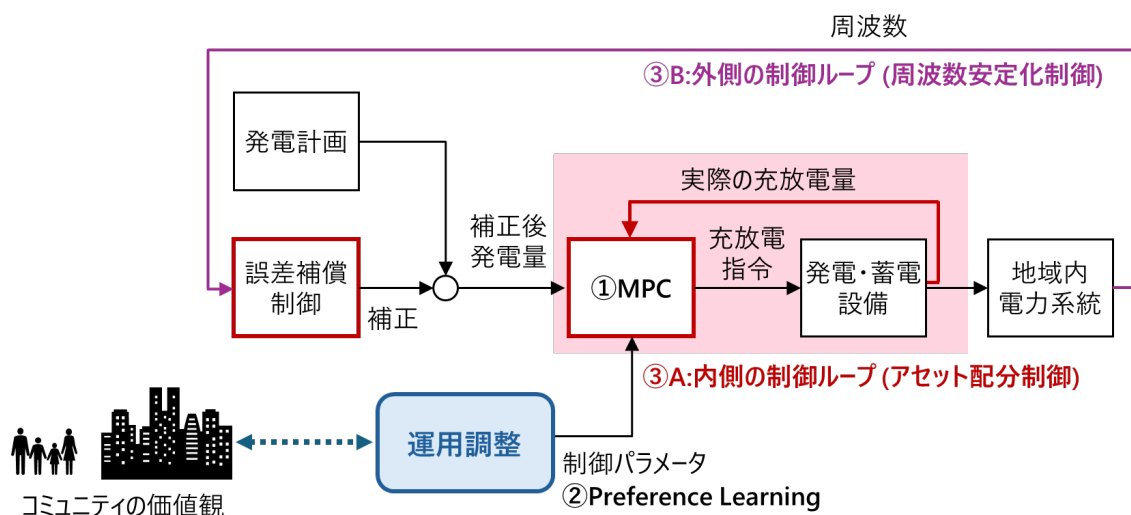 周波数
③B:外側の制御ループ (周波数安定化制御)
発電計画
実際の充放電量
補正後
発電量
充放電
指令
誤差補償
制御
補正
①MPC
発電・蓄電
設備
地域内
電力系統
③A:内側の制御ループ (アセット配分制御)
運用調整
制御パラメータ
②Preference Learning
コミュニティの価値観